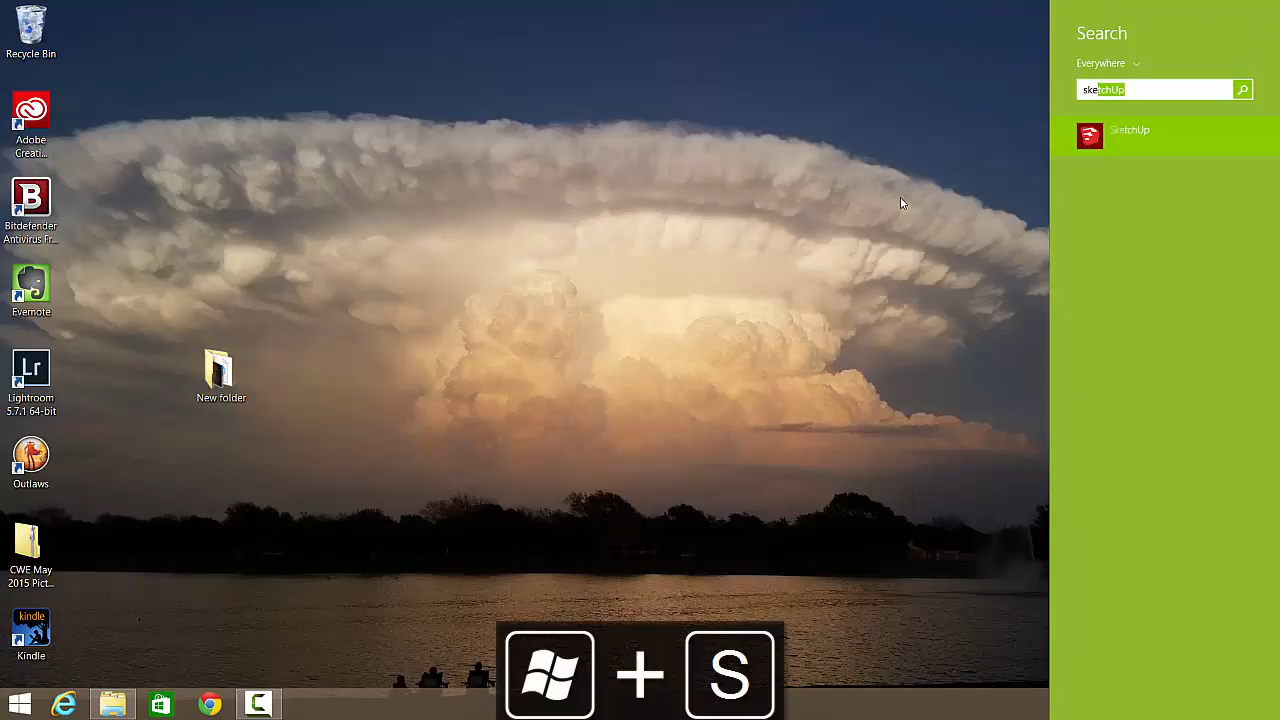 Recycle Bin
Adobe
Creati...
B
Bitdefender
Antivirus Fr...
Evernote
Lr
Lightroom
5.7.1 64-bit
Outlaws
CWE May
2015 Pict...
kindle
Kindle
New folder
Search
Everywhere
sketchUp
SketchUp
+ S